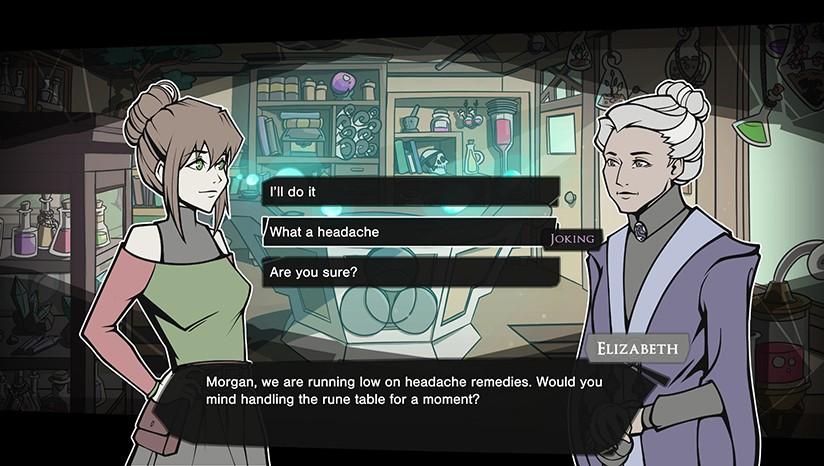 I'll do it
What a headache
JOKING
Are you sure?
ELIZABETH
Morgan, we are running low on headache remedies. Would you
mind handling the rune table for a moment?